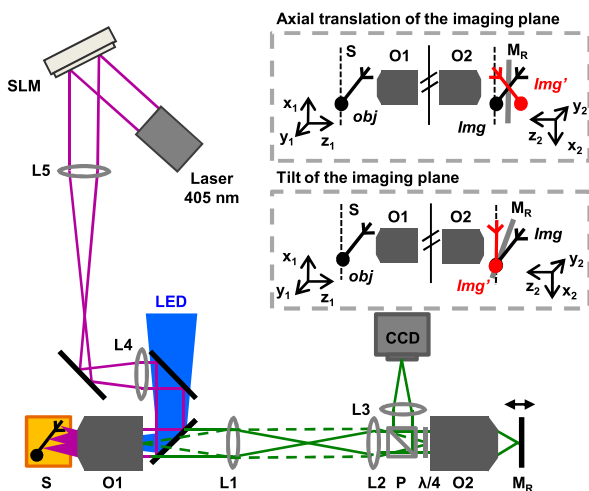 Axial translation of the imaging plane
S O1 O2 M_R
Img'
obj Img
x₁ y₁ z₁
y₂ z₂ x₂
Tilt of the imaging plane
S O1 O2 M_R
Img
obj Img'
x₁ y₁ z₁
y₂ z₂ x₂
SLM
L5
Laser
405 nm
LED
CCD
L4
L3
S O1 L1 L2 P λ/4 O2 M_R